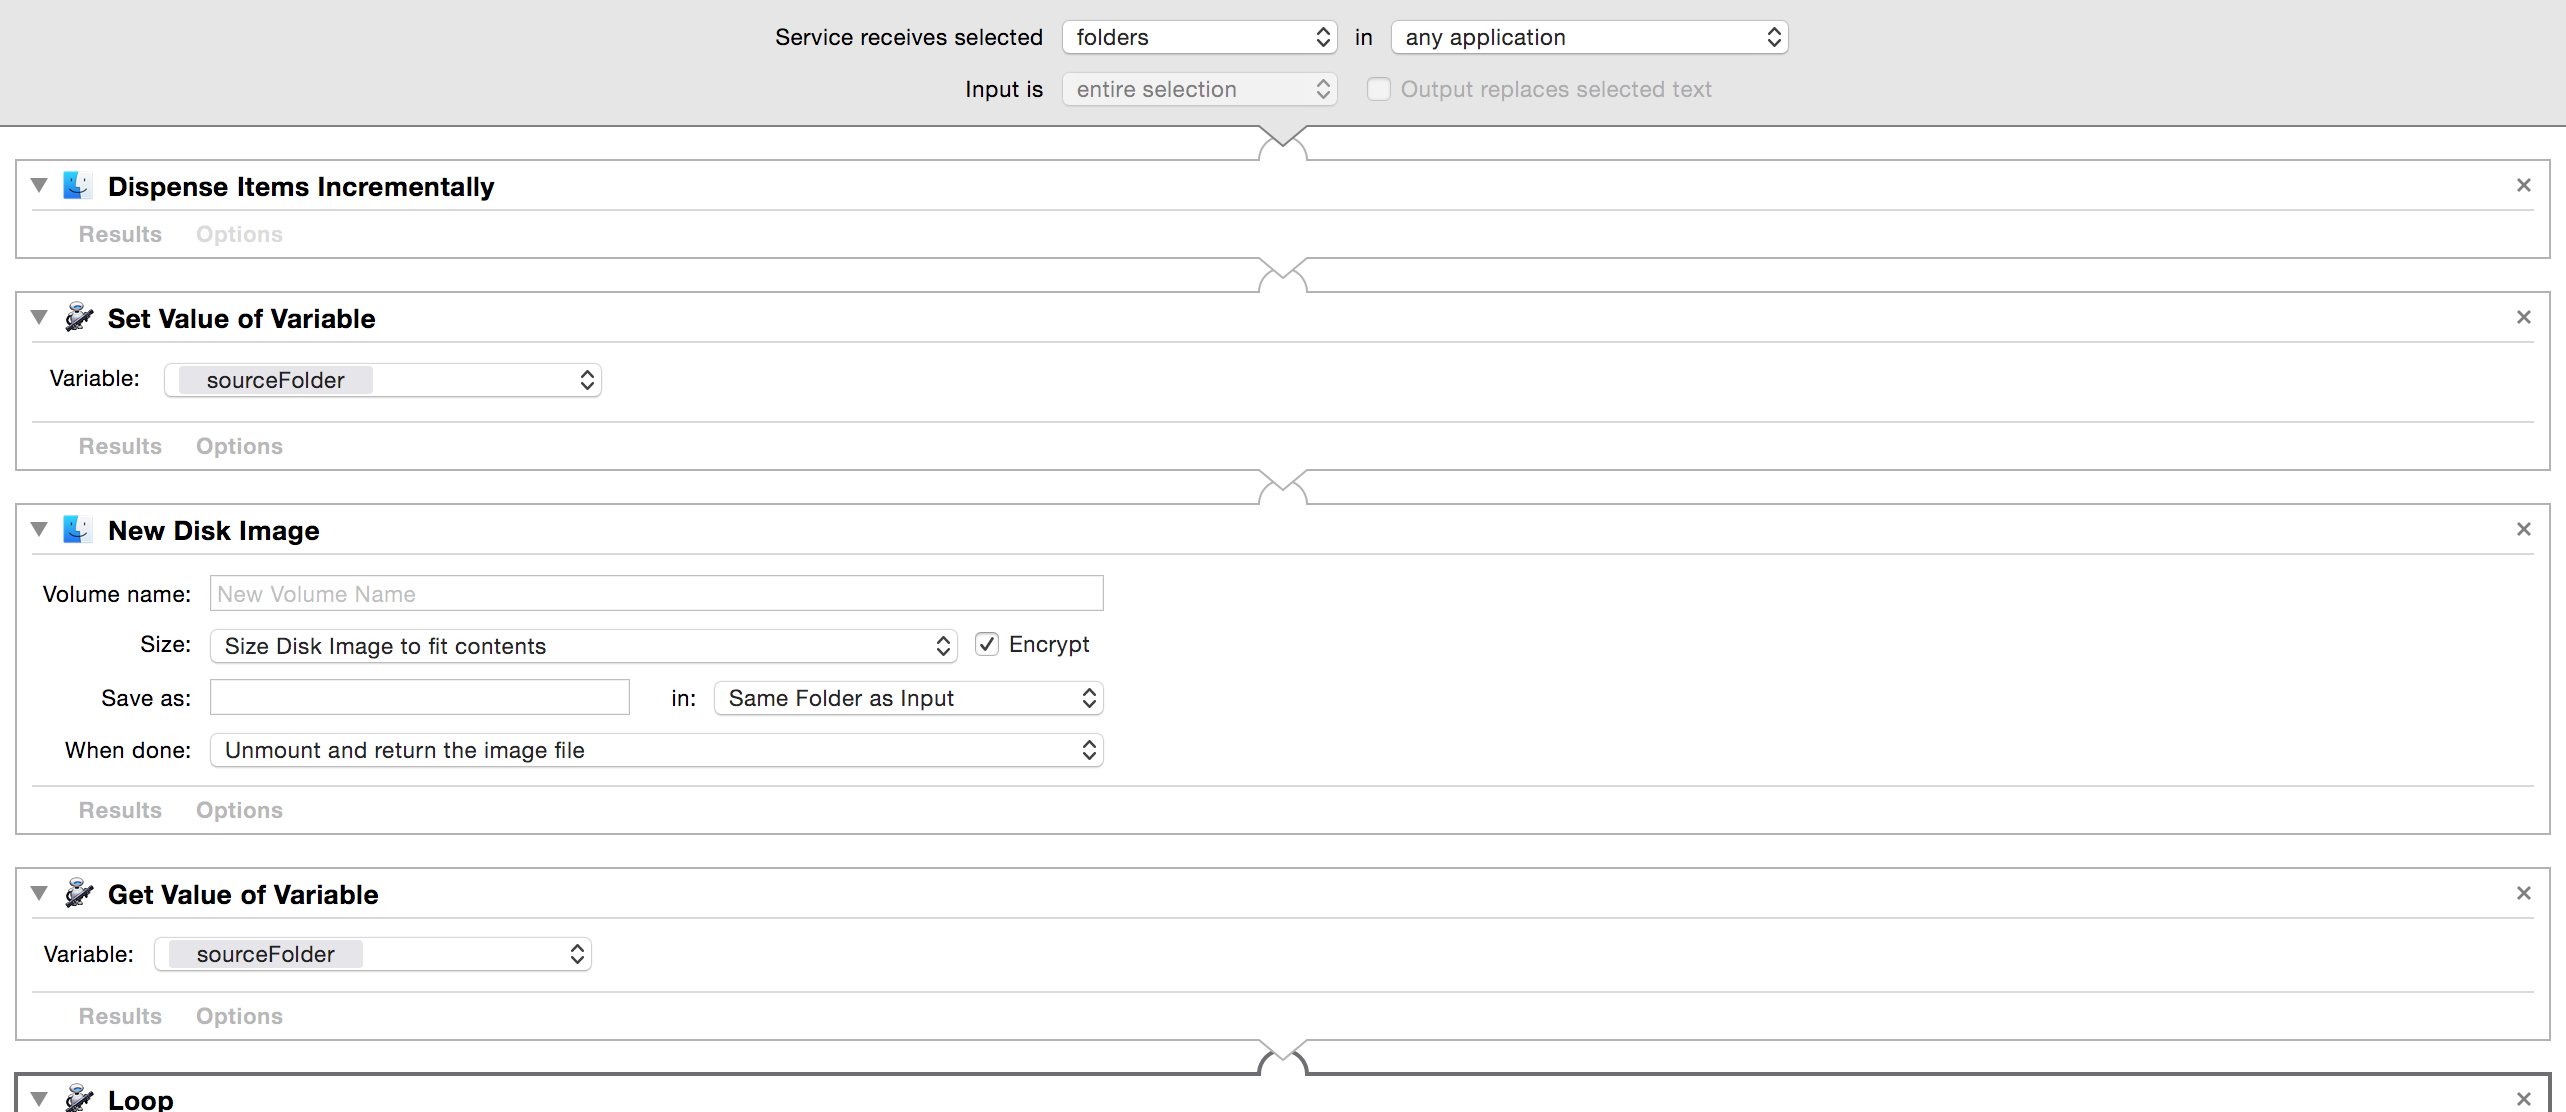 Service receives selected folders in any application
Input is entire selection Output replaces selected text
Dispense Items Incrementally
Results Options
Set Value of Variable
Variable: sourceFolder
Results Options
New Disk Image
Volume name: New Volume Name
Size: Size Disk Image to fit contents Encrypt
Save as: in: Same Folder as Input
When done: Unmount and return the image file
Results Options
Get Value of Variable
Variable: sourceFolder
Results Options
Loop